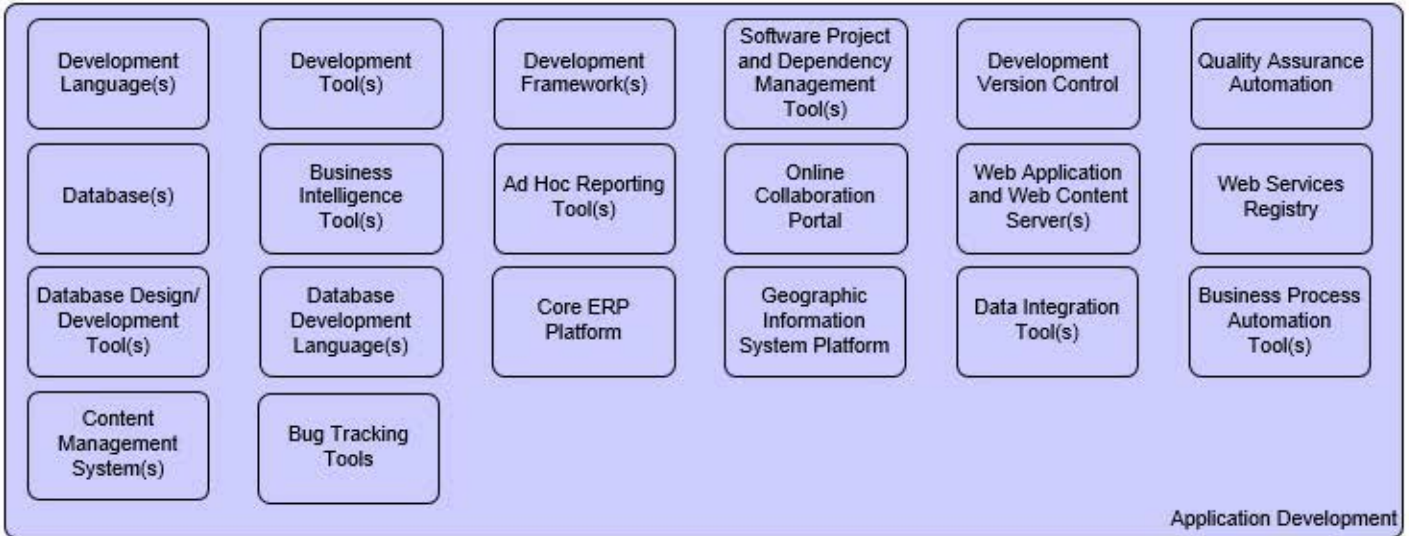 Development
Language(s)
Development
Tool(s)
Development
Framework(s)
Software Project
and Dependency
Management
Tool(s)
Development
Version Control
Quality Assurance
Automation
Database(s)
Business
Intelligence
Tool(s)
Ad Hoc Reporting
Tool(s)
Online
Collaboration
Portal
Web Application
and Web Content
Server(s)
Web Services
Registry
Database Design/
Development
Tool(s)
Database
Development
Language(s)
Core ERP
Platform
Geographic
Information
System Platform
Data Integration
Tool(s)
Business Process
Automation
Tool(s)
Content
Management
System(s)
Bug Tracking
Tools
Application Development